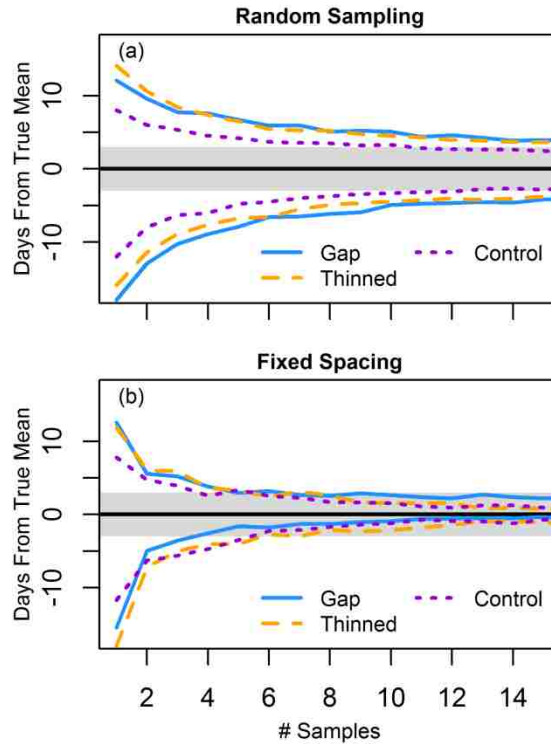 Random Sampling
(a)
Days From True Mean
10
0
-10
Gap
Control
Thinned
Fixed Spacing
(b)
Days From True Mean
10
0
-10
Gap
Control
Thinned
2 4 6 8 10 12 14
# Samples